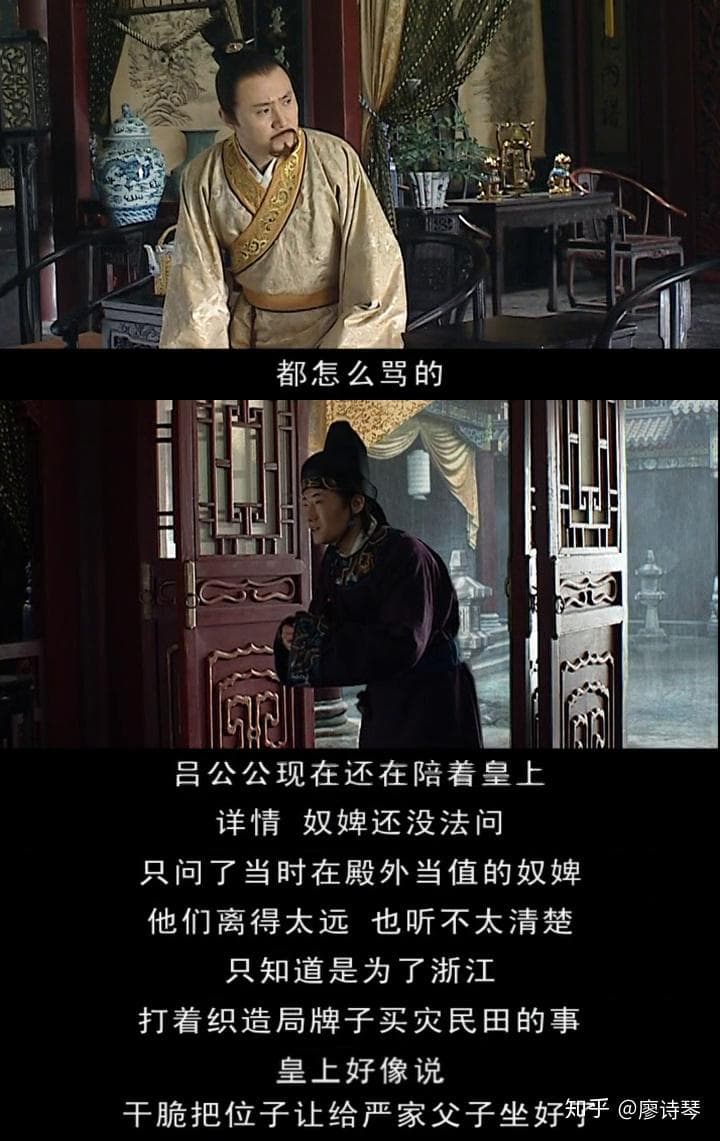 都怎么骂的
吕公公现在还在陪着皇上
详情 奴婢还没法问
只问了当时在殿外当值的奴婢
他们离得太远 也听不太清楚
只知道是为了浙江
打着织造局牌子买灾民田的事
皇上好像说
干脆把位子让给严家父子坐好了
知乎 @廖诗琴